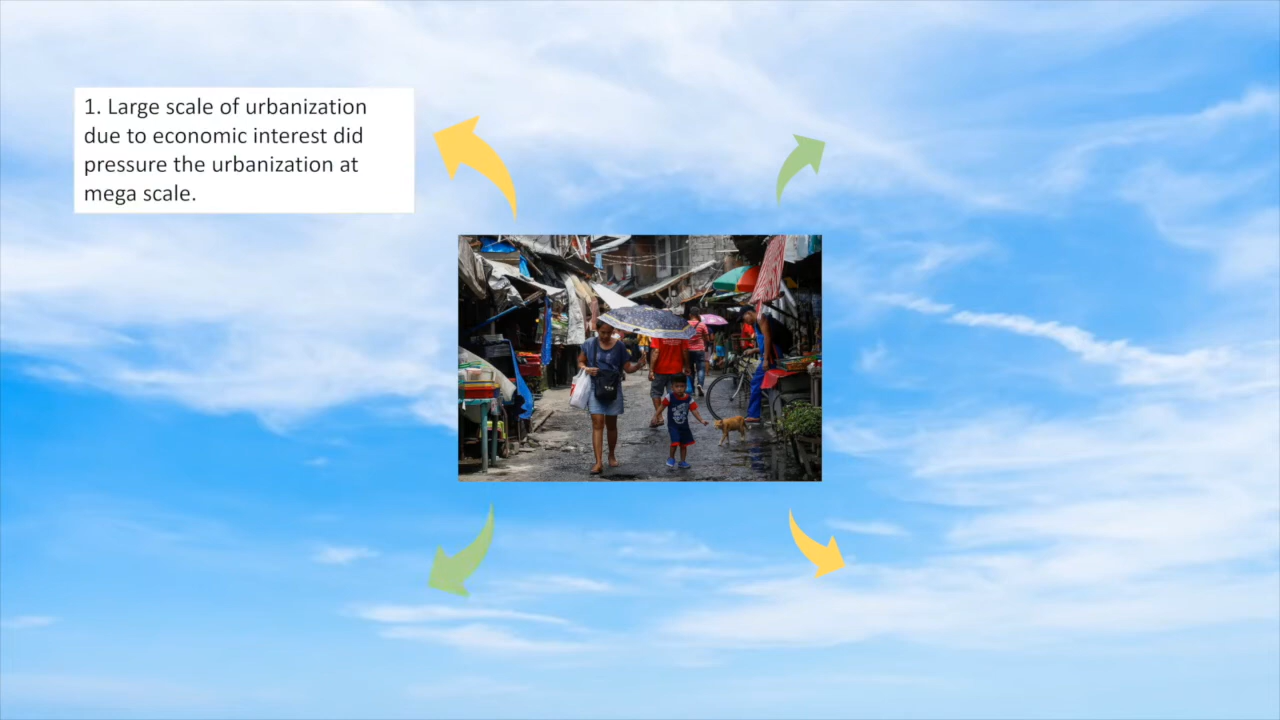 1. Large scale of urbanization
due to economic interest did
pressure the urbanization at
mega scale.